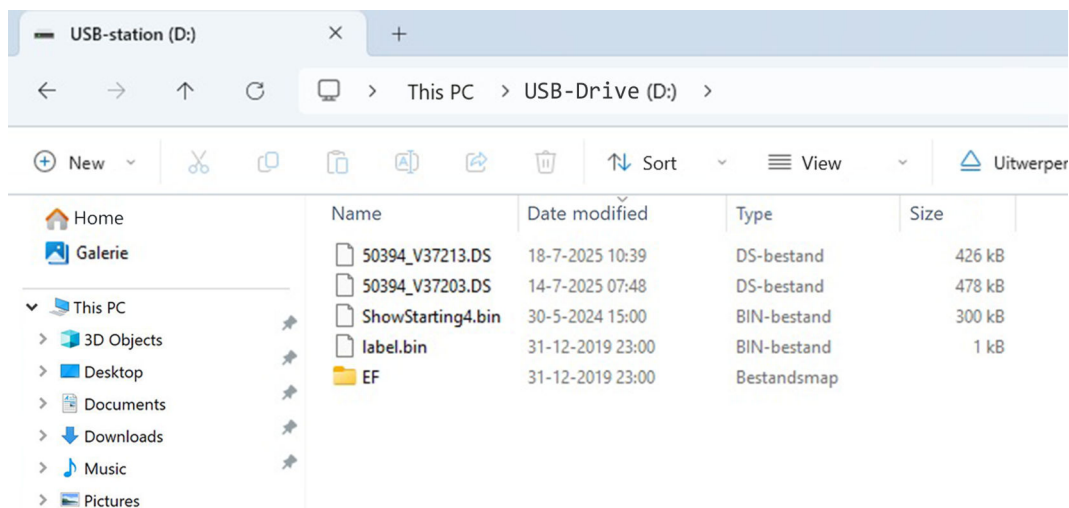 USB-station (D:)
This PC > USB-Drive (D:) >
New Sort View
Name Date modified Type Size
Home
Galerie
50394_V37213.DS 18-7-2025 10:39 DS-bestand 426 kB
50394_V37203.DS 14-7-2025 07:48 DS-bestand 478 kB
This PC
ShowStarting4.bin 30-5-2024 15:00 BIN-bestand 300 kB
3D Objects
label.bin 31-12-2019 23:00 BIN-bestand 1 kB
Desktop
EF 31-12-2019 23:00 Bestandsmap
Documents
Downloads
Music
Pictures